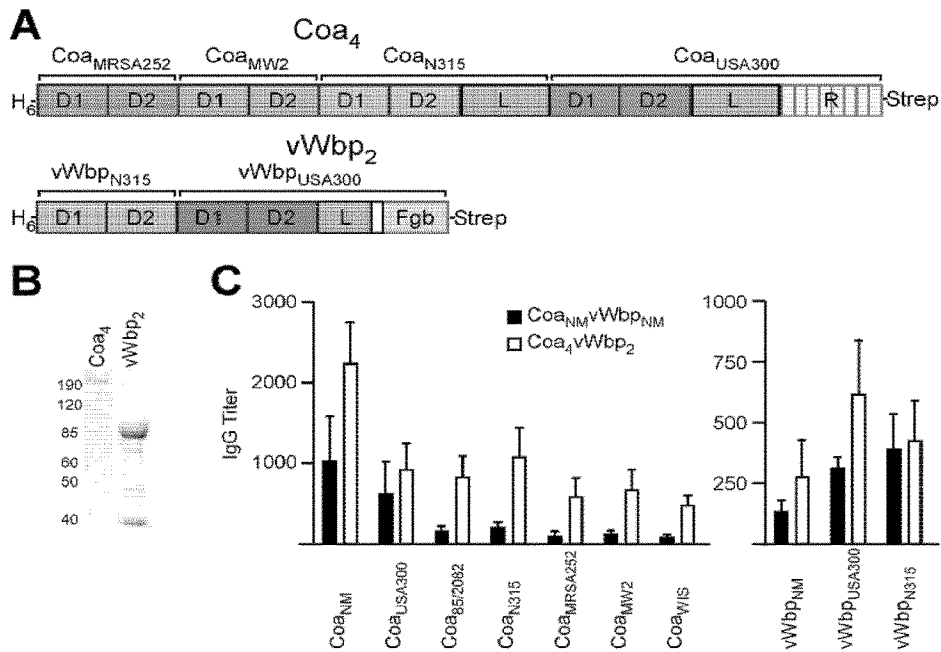 A
Coa4
CoaMRSA252 CoaMW2 CoaN315 CoaUSA300
H6- D1 D2 D1 D2 D1 D2 L D1 D2 L R -Strep
vWbp2
vWbpN315 vWbpUSA300
H6- D1 D2 D1 D2 L Fgb -Strep
B
Coa4 vWbp2
190
120
85
60
50
40
C
IgG Titer
3000
2000
1000
CoaNMvWbpNM
Coa4vWbp2
CoaNM CoaUSA300 Coa85/2082 CoaN315 CoaMRSA252 CoaMW2 CoaWIS
1000
750
500
250
vWbpNM vWbpUSA300 vWbpN315